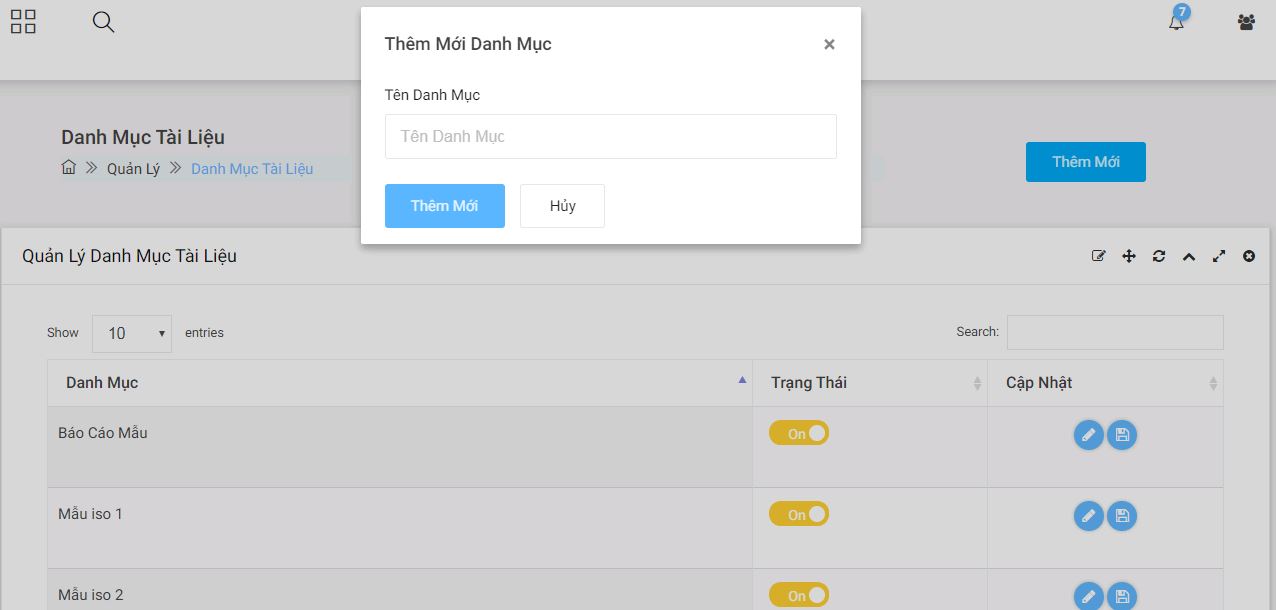 7
Thêm Mới Danh Mục
×
Tên Danh Mục
Tên Danh Mục
Thêm Mới Hủy
Danh Mục Tài Liệu
Quản Lý Danh Mục Tài Liệu
Thêm Mới
Quản Lý Danh Mục Tài Liệu
Show 10 entries
Search:
Danh Mục Trạng Thái Cập Nhật
Báo Cáo Mẫu On
Mẫu iso 1 On
Mẫu iso 2 On